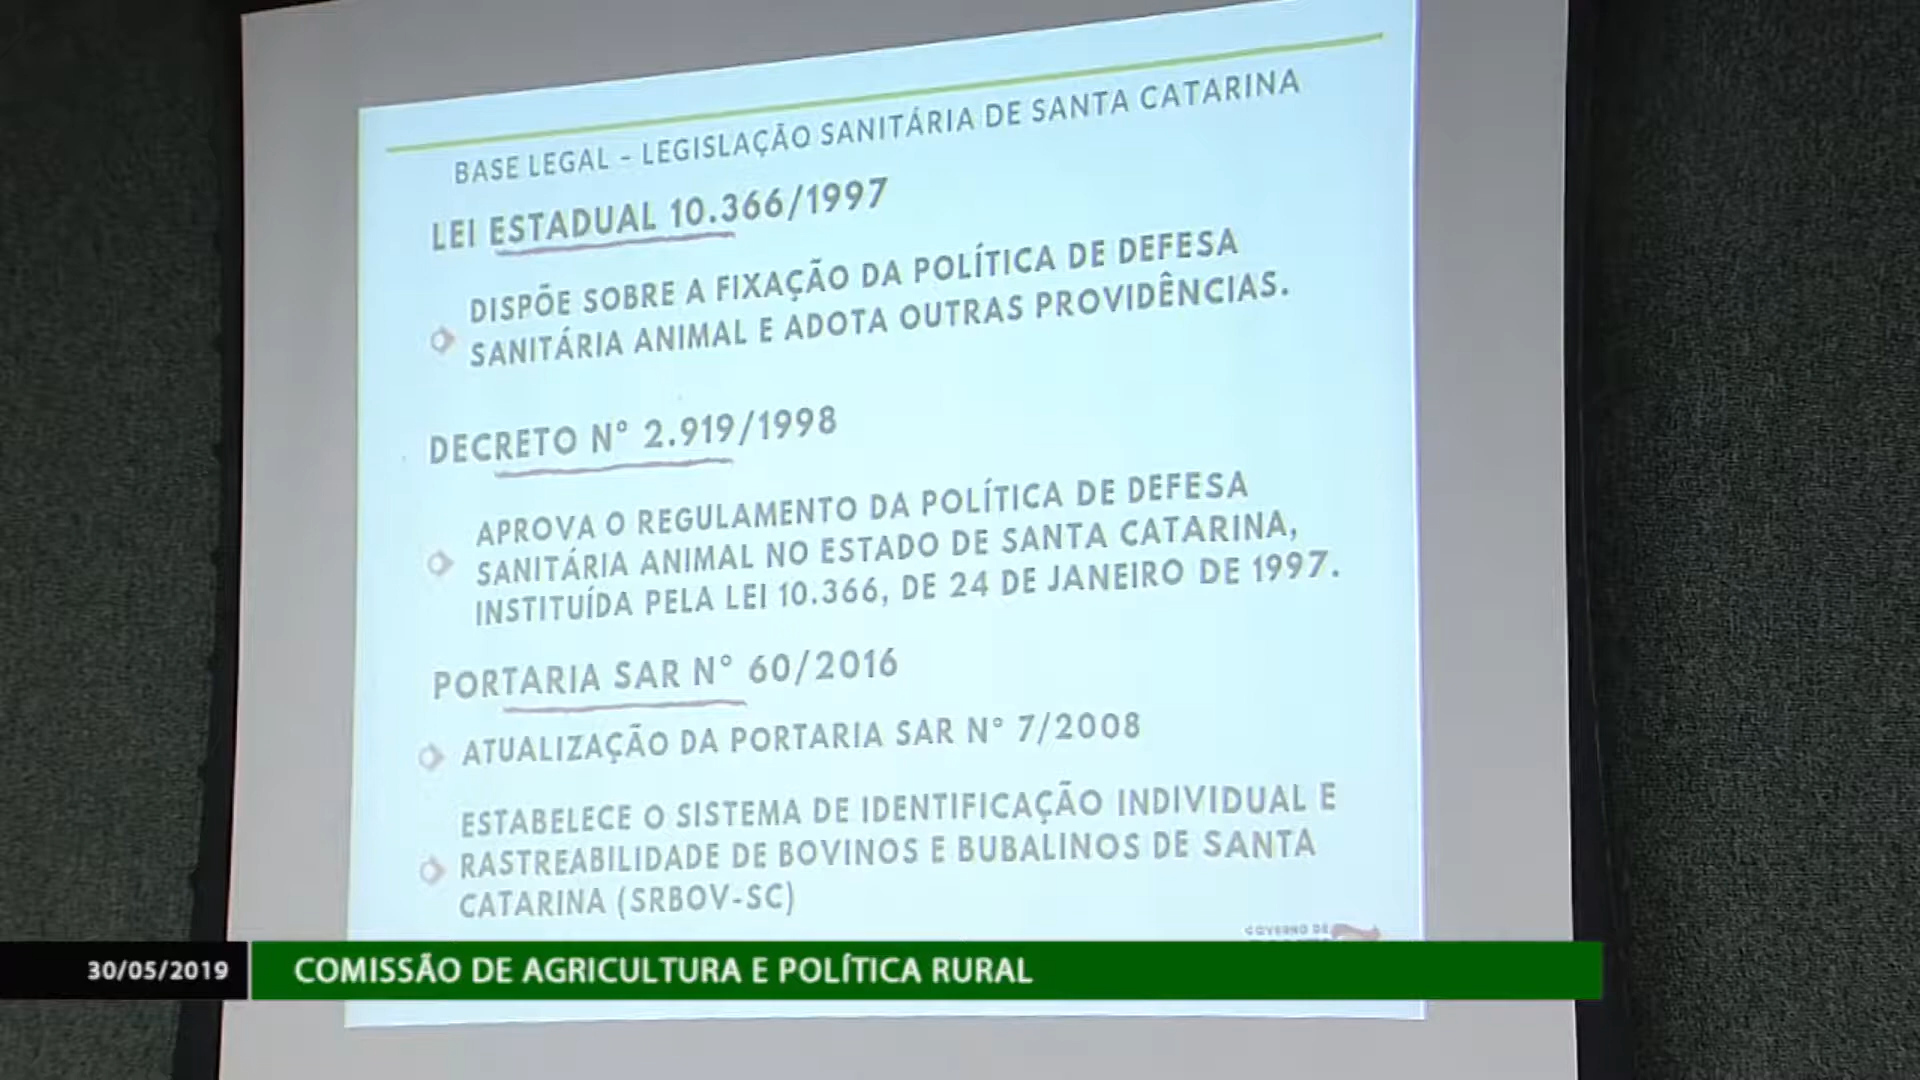 BASE LEGAL – LEGISLAÇÃO SANITÁRIA DE SANTA CATARINA
LEI ESTADUAL 10.366/1997
DISPÕE SOBRE A FIXAÇÃO DA POLÍTICA DE DEFESA
SANITÁRIA ANIMAL E ADOTA OUTRAS PROVIDÊNCIAS.
DECRETO N° 2.919/1998
APROVA O REGULAMENTO DA POLÍTICA DE DEFESA
SANITÁRIA ANIMAL NO ESTADO DE SANTA CATARINA,
INSTITUÍDA PELA LEI 10.366, DE 24 DE JANEIRO DE 1997.
PORTARIA SAR N° 60/2016
ATUALIZAÇÃO DA PORTARIA SAR N° 7/2008
ESTABELECE O SISTEMA DE IDENTIFICAÇÃO INDIVIDUAL E
RASTREABILIDADE DE BOVINOS E BUBALINOS DE SANTA
CATARINA (SRBOV-SC)
GOVERNO DE
30/05/2019
COMISSÃO DE AGRICULTURA E POLÍTICA RURAL